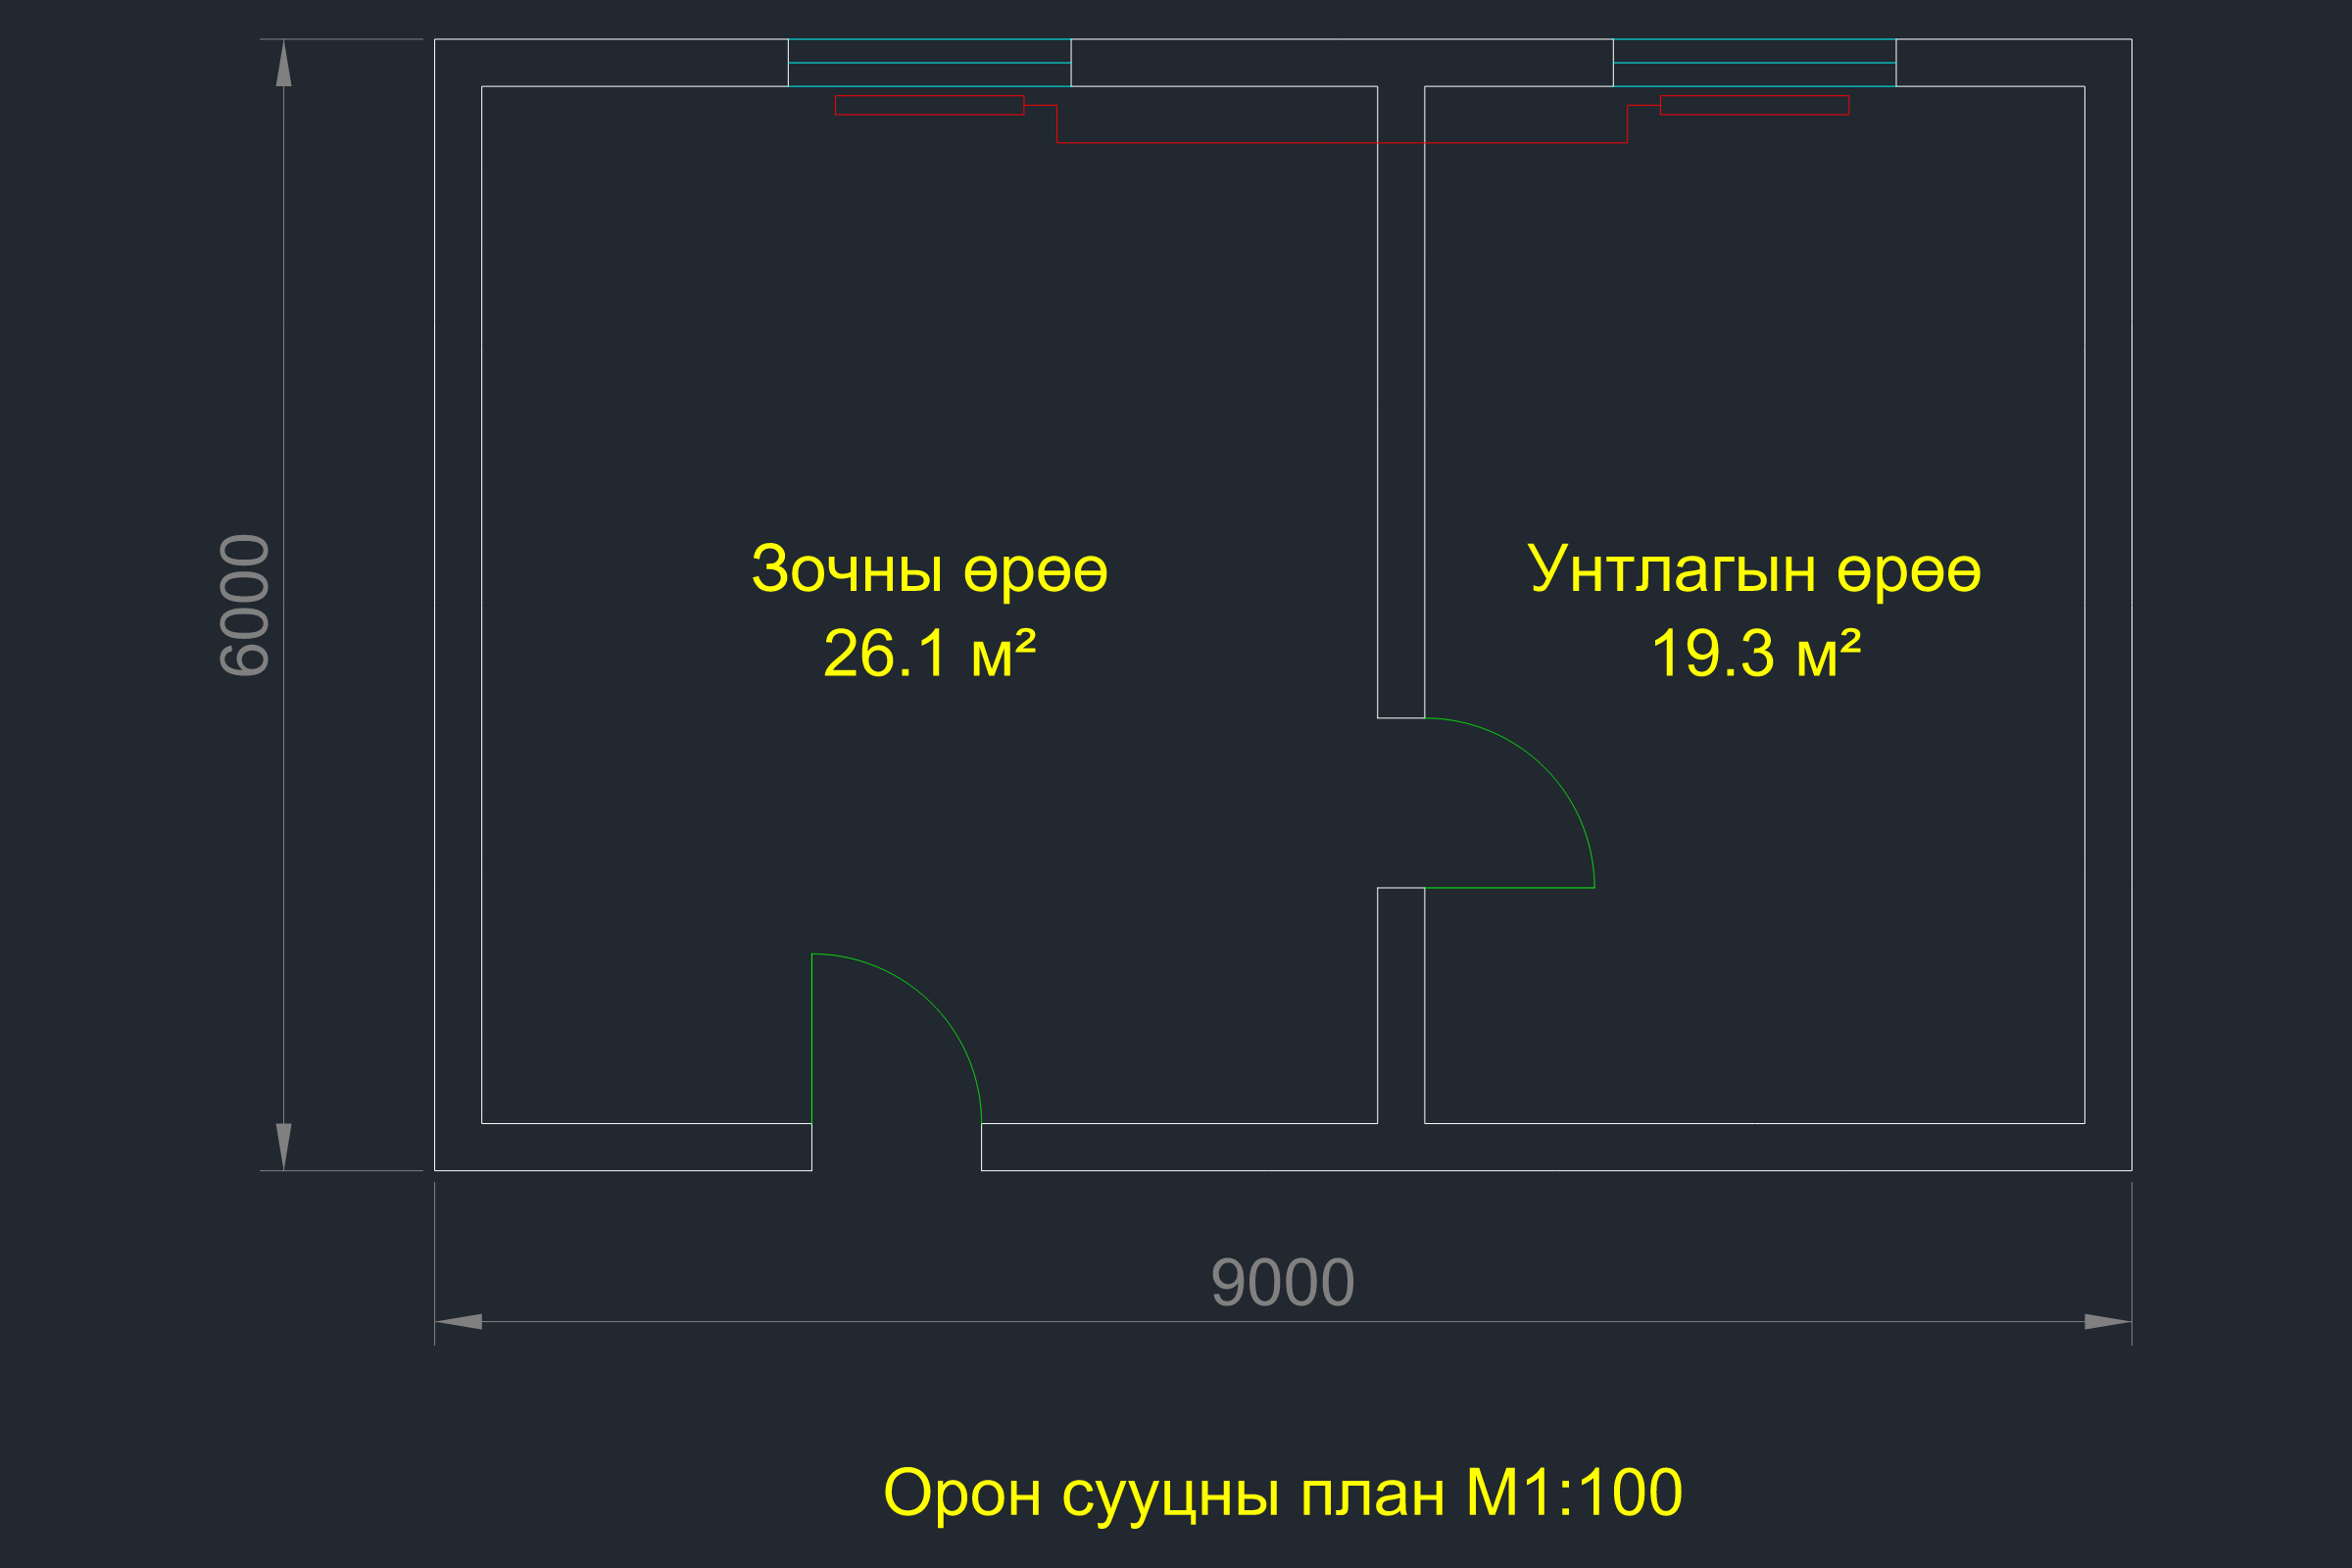 6000
Зочны өрөө
26.1 м²
Унтлагын өрөө
19.3 м²
9000
Орон сууцны план М1:100